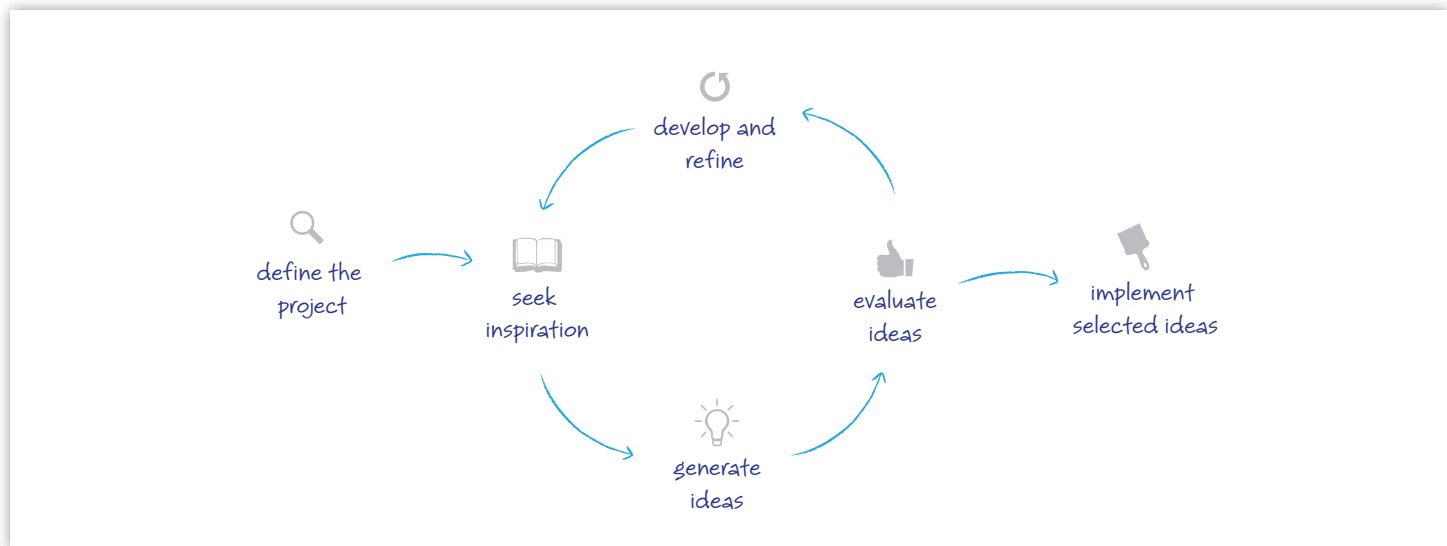 develop and
refine
define the
project
seek
inspiration
evaluate
ideas
implement
selected ideas
generate
ideas